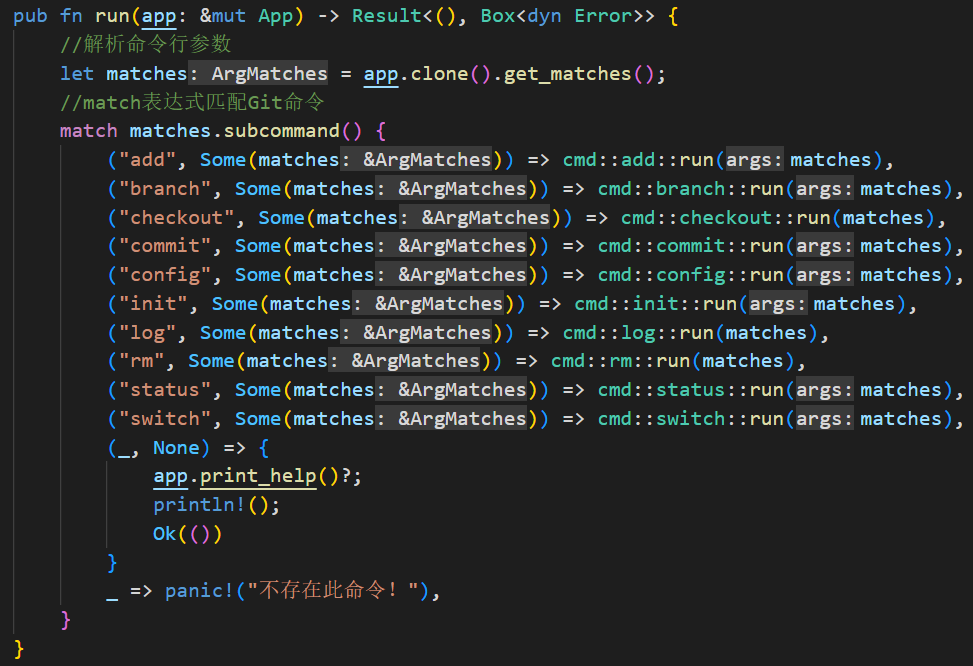 pub fn run(app: &mut App) -> Result<(), Box<dyn Error>> {
//解析命令行参数
let matches: ArgMatches = app.clone().get_matches();
//match表达式匹配Git命令
match matches.subcommand() {
("add", Some(matches: &ArgMatches)) => cmd::add::run(args: matches),
("branch", Some(matches: &ArgMatches)) => cmd::branch::run(args: matches),
("checkout", Some(matches: &ArgMatches)) => cmd::checkout::run(matches),
("commit", Some(matches: &ArgMatches)) => cmd::commit::run(args: matches),
("config", Some(matches: &ArgMatches)) => cmd::config::run(args: matches),
("init", Some(matches: &ArgMatches)) => cmd::init::run(args: matches),
("log", Some(matches: &ArgMatches)) => cmd::log::run(matches),
("rm", Some(matches: &ArgMatches)) => cmd::rm::run(matches),
("status", Some(matches: &ArgMatches)) => cmd::status::run(args: matches),
("switch", Some(matches: &ArgMatches)) => cmd::switch::run(args: matches),
(_, None) => {
app.print_help()?;
println!();
Ok(())
}
_ => panic!("不存在此命令！"),
}
}